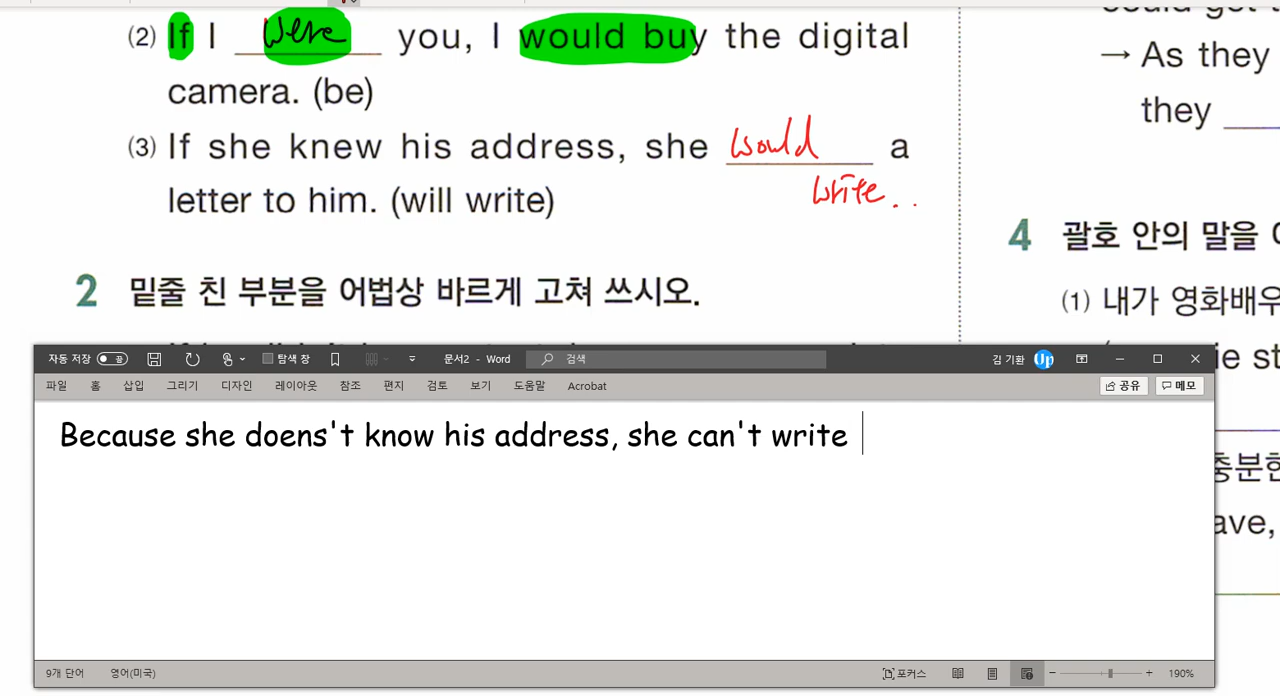 (2) If I were you, I would buy the digital
camera. (be)
(3) If she knew his address, she would a
write..
letter to him. (will write)
2 밑줄 친 부분을 어법상 바르게 고쳐 쓰시오.
→ As they
they
4 괄호 안의 말을
(1) 내가 영화배우
ie st
충분한
ave,
자동 저장 끔 탐색 창 문서2 - Word 검색 김 기환 Up
파일 홈 삽입 그리기 디자인 레이아웃 참조 편지 검토 보기 도움말 Acrobat 공유 메모
Because she doens't know his address, she can't write
9개 단어 영어(미국) 포커스 190%